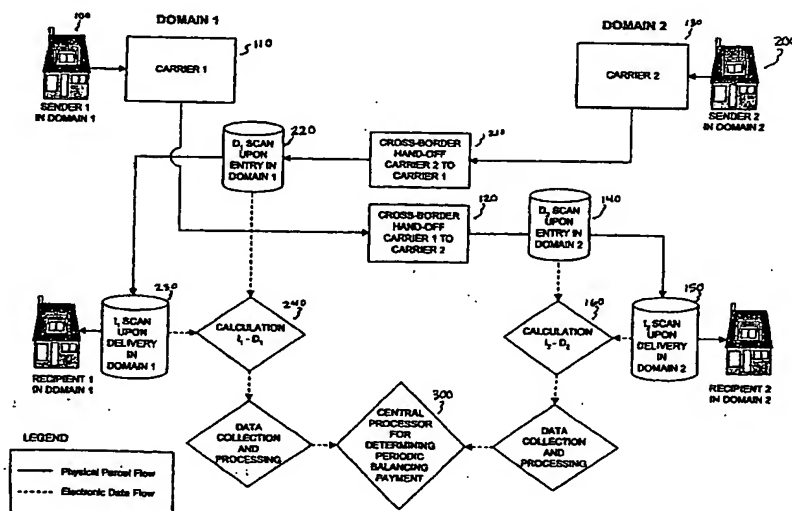 DOMAIN 1
DOMAIN 2
100
110
130
200
CARRIER 1
CARRIER 2
SENDER 1
IN DOMAIN 1
SENDER 2
IN DOMAIN 2
220
D1 SCAN
UPON
ENTRY IN
DOMAIN 1
210
CROSS-BORDER
HAND-OFF
CARRIER 2 TO
CARRIER 1
120
CROSS-BORDER
HAND-OFF
CARRIER 1 TO
CARRIER 2
140
D2 SCAN
UPON
ENTRY IN
DOMAIN 2
230
I1 SCAN
UPON
DELIVERY
IN
DOMAIN 1
RECIPIENT 1
IN DOMAIN 1
240
CALCULATION
I1 - D1
160
CALCULATION
I2 - D2
150
I2 SCAN
UPON
DELIVERY IN
DOMAIN 2
RECIPIENT 2
IN DOMAIN 2
DATA
COLLECTION
AND
PROCESSING
300
CENTRAL
PROCESSOR
FOR
DETERMINING
PERIODIC
BALANCING
PAYMENT
DATA
COLLECTION
AND
PROCESSING
LEGEND
Physical Parcel Flow
Electronic Data Flow